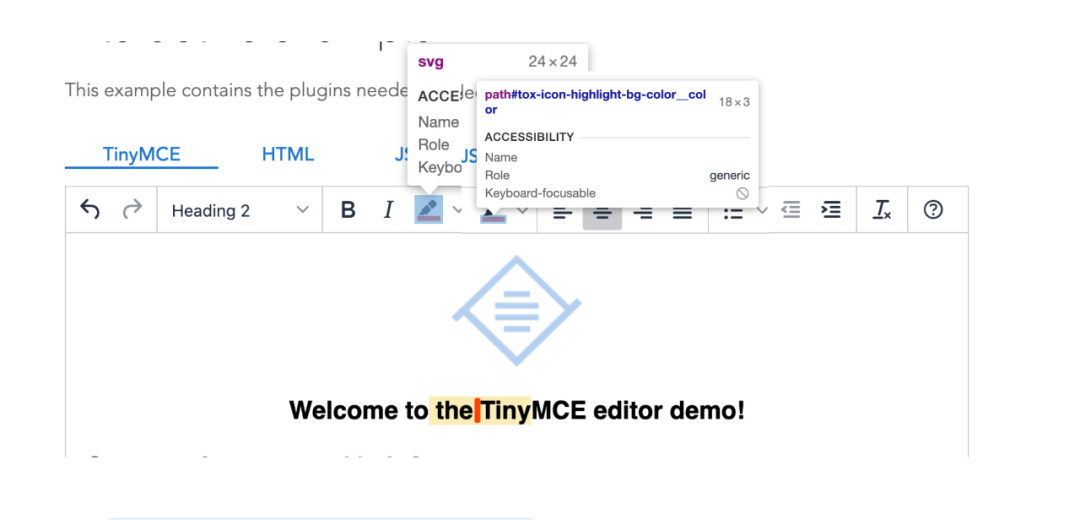 svg 24 × 24
This example contains the plugins neede
ACCE
path#tox-icon-highlight-bg-color__col
or
18×3
ACCESSIBILITY
Name
Name
Role
Role generic
Keybo
Keyboard-focusable
TinyMCE HTML JS JS
Heading 2 B I
Welcome to the TinyMCE editor demo!